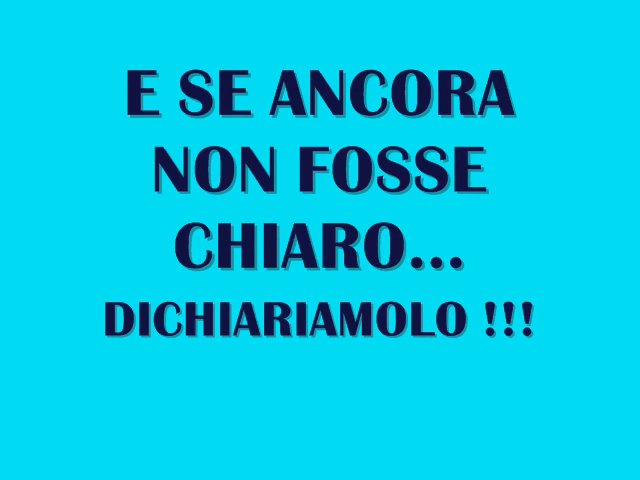 E SE ANCORA
NON FOSSE
CHIARO...
DICHIARIAMOLO !!!